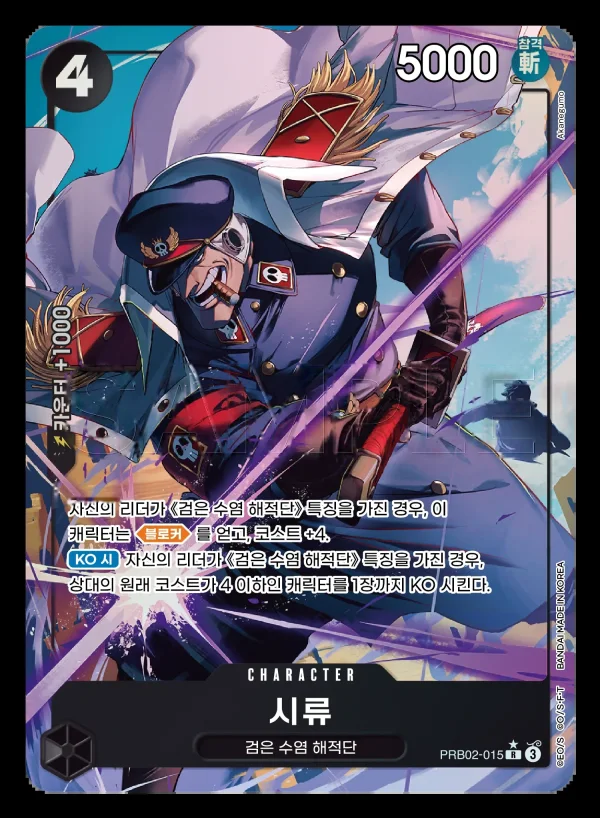 4
5000
참격
斬
Akanagumo
⚡카운터 +1000
SAMPLE
자신의 리더가 《검은 수염 해적단》 특징을 가진 경우, 이
캐릭터는 블로커 를 얻고, 코스트 +4.
KO 시 자신의 리더가 《검은 수염 해적단》 특징을 가진 경우,
상대의 원래 코스트가 4 이하인 캐릭터를 1장까지 KO 시킨다.
©EO/S ©O/S·F·T BANDAI MADE IN KOREA
CHARACTER
시류
검은 수염 해적단
PRB02-015 ★ R 3